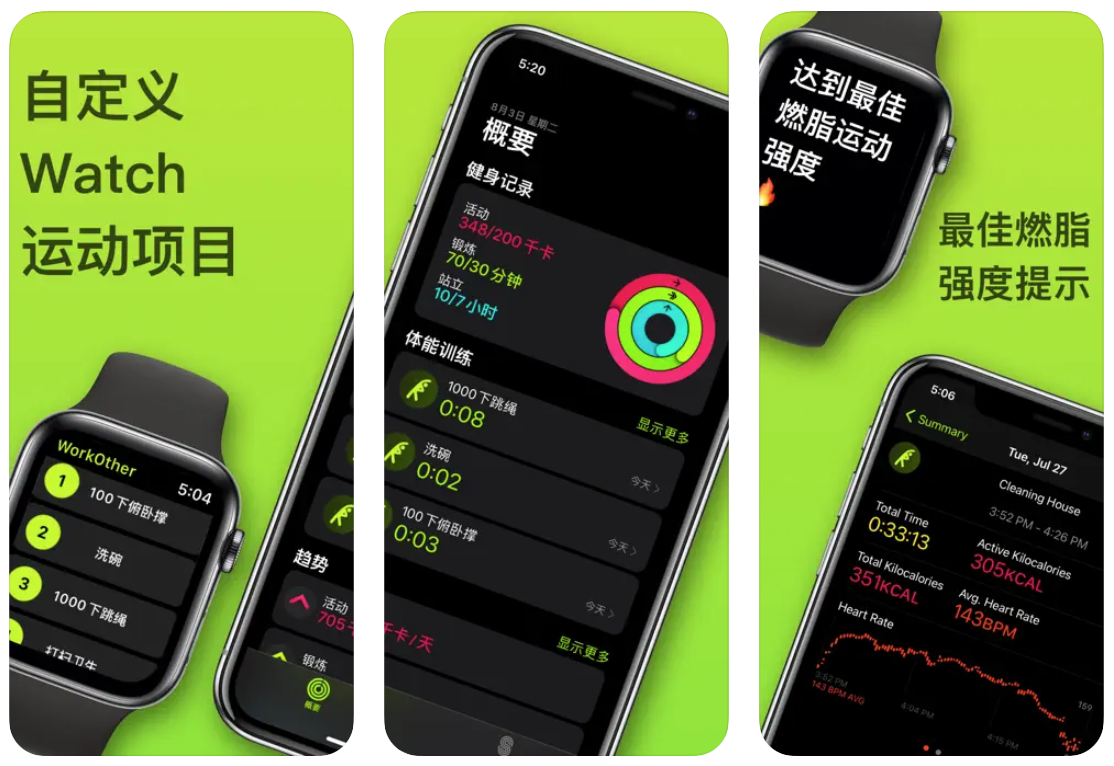 自定义
Watch
运动项目
WorkOther
5:04
1
100下俯卧撑
2
洗碗
3
1000下跳绳
打扫卫生
趋势
活动
705千卡/天
锻炼
概要
5:20
8月3日 星期二
概要
健身记录
活动
348/200千卡
锻炼
70/30分钟
站立
10/7小时
体能训练
显示更多
1000下跳绳
0:08
今天
洗碗
0:02
今天
100下俯卧撑
0:03
今天
显示更多
达到最佳
燃脂运动
强度
🔥
最佳燃脂
强度提示
5:06
Summary
Tue, Jul 27
Cleaning House
3:52 PM - 4:26 PM
Total Time
0:33:13
Active Kilocalories
305KCAL
Total Kilocalories
351KCAL
Avg. Heart Rate
143BPM
Heart Rate
159
3:52 PM
4:04 PM
4:15 PM
143 BPM AVG